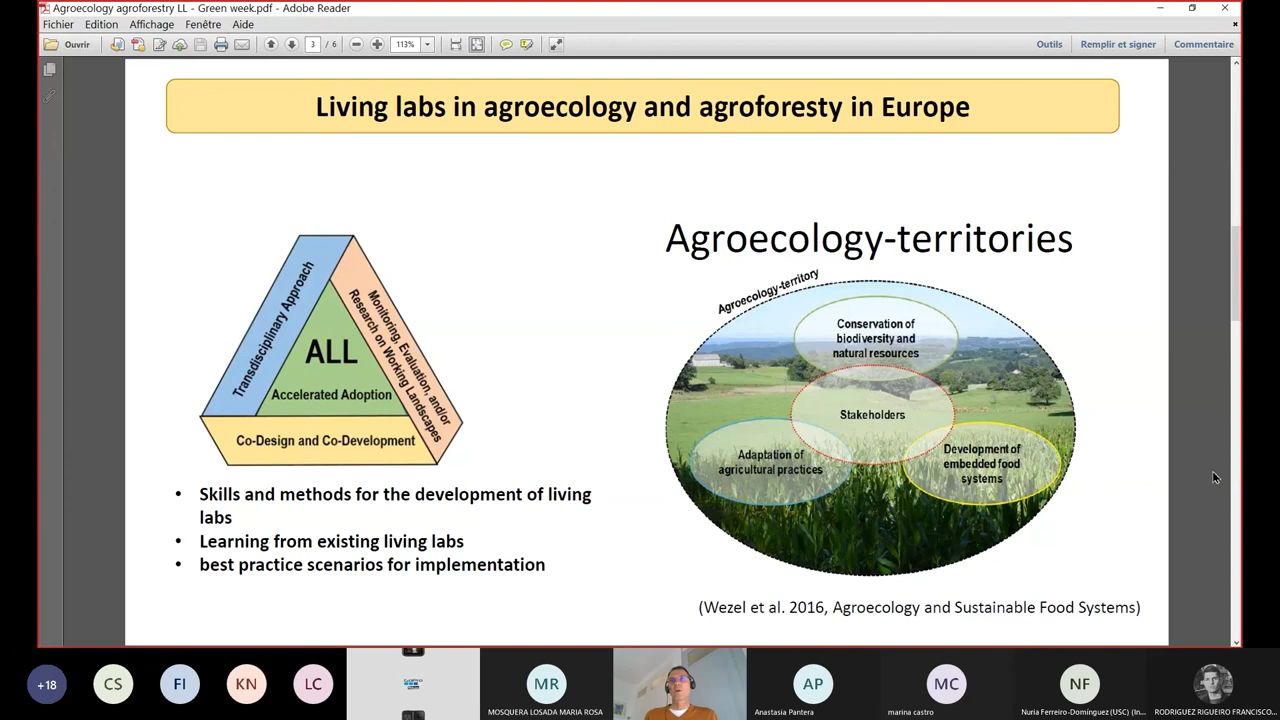 Agroecology agroforestry LL - Green week.pdf - Adobe Reader
Fichier Edition Affichage Fenêtre Aide
Ouvrir 3 / 6 113% Outils Remplir et signer Commentaire
Living labs in agroecology and agroforesty in Europe
Transdisciplinary Approach
Monitoring, Evaluation, and/or
Research on Working Landscapes
ALL
Accelerated Adoption
Co-Design and Co-Development
• Skills and methods for the development of living
labs
• Learning from existing living labs
• best practice scenarios for implementation
Agroecology-territories
Agroecology-territory
Conservation of
biodiversity and
natural resources
Stakeholders
Adaptation of
agricultural practices
Development of
embedded food
systems
(Wezel et al. 2016, Agroecology and Sustainable Food Systems)
+18
CS
FI
KN
LC
GoPro
MR
MOSQUERA LOSADA MARIA ROSA
AP
Anastasia Pantera
MC
marina castro
NF
Nuria Ferreiro-Domínguez (USC) (In...
RODRIGUEZ RIGUEIRO FRANCISCO...